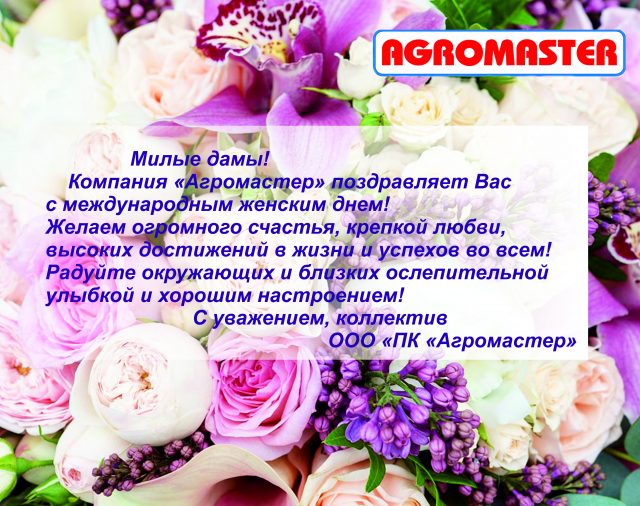 AGROMASTER
Милые дамы!
Компания «Агромастер» поздравляет Вас
с международным женским днем!
Желаем огромного счастья, крепкой любви,
высоких достижений в жизни и успехов во всем!
Радуйте окружающих и близких ослепительной
улыбкой и хорошим настроением!
С уважением, коллектив
ООО «ПК «Агромастер»